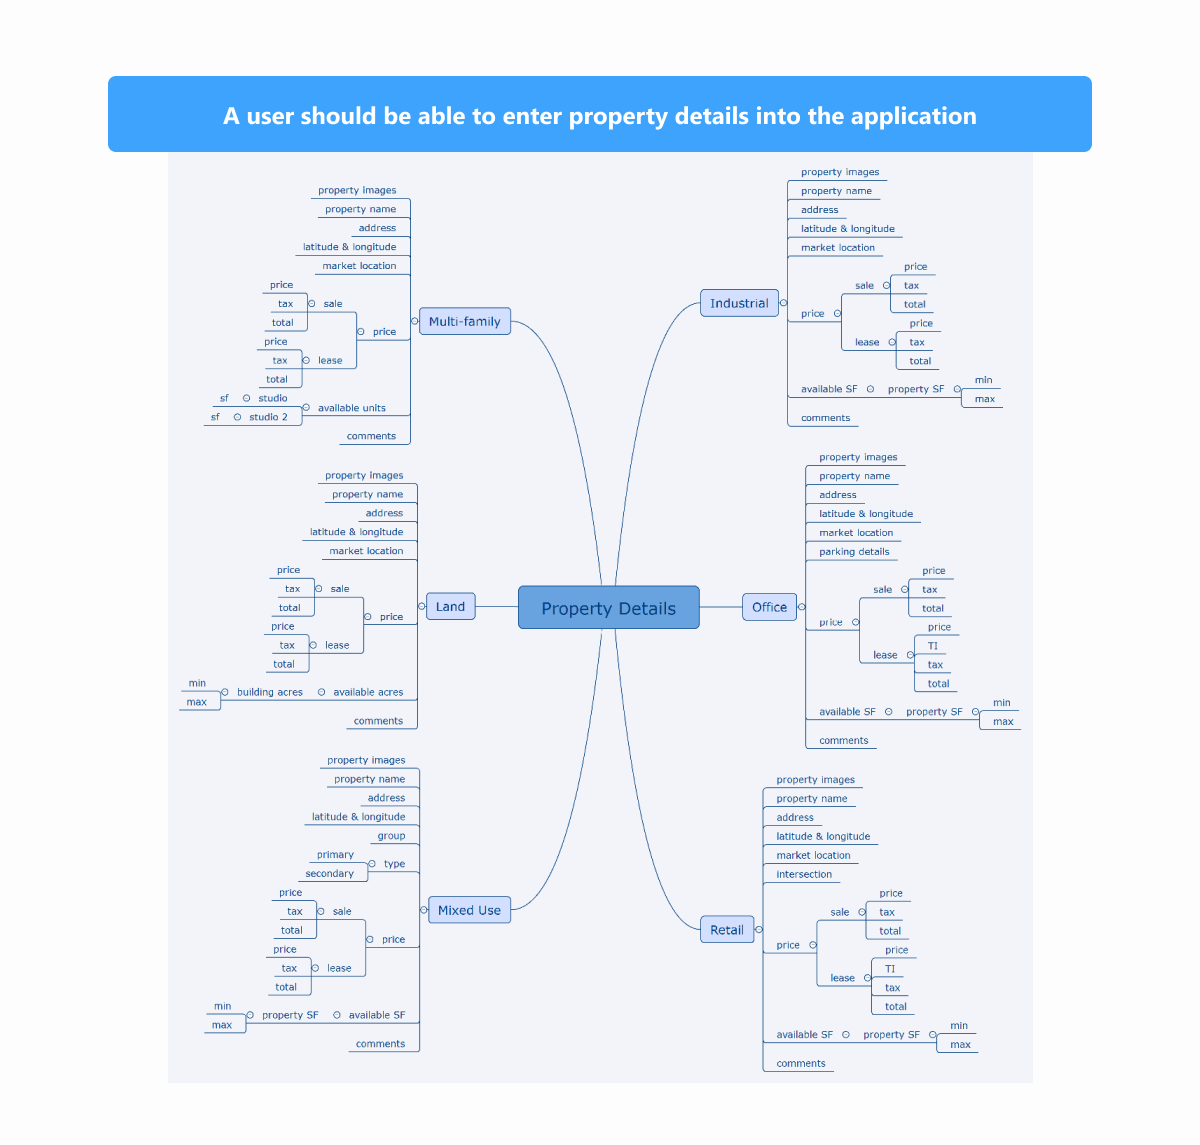 A user should be able to enter property details into the application
Property Details
Multi-family
property images
property name
address
latitude & longitude
market location
price
sale
price
tax
total
lease
price
tax
total
available units
studio
sf
studio 2
sf
comments
Land
property images
property name
address
latitude & longitude
market location
price
sale
price
tax
total
lease
price
tax
total
available acres
building acres
min
max
comments
Mixed Use
property images
property name
address
latitude & longitude
group
type
primary
secondary
price
sale
price
tax
total
lease
price
tax
total
available SF
property SF
min
max
comments
Industrial
property images
property name
address
latitude & longitude
market location
price
sale
price
tax
total
lease
price
tax
total
available SF
property SF
min
max
comments
Office
property images
property name
address
latitude & longitude
market location
parking details
price
sale
price
tax
total
lease
price
TI
tax
total
available SF
property SF
min
max
comments
Retail
property images
property name
address
latitude & longitude
market location
intersection
price
sale
price
tax
total
lease
price
TI
tax
total
available SF
property SF
min
max
comments